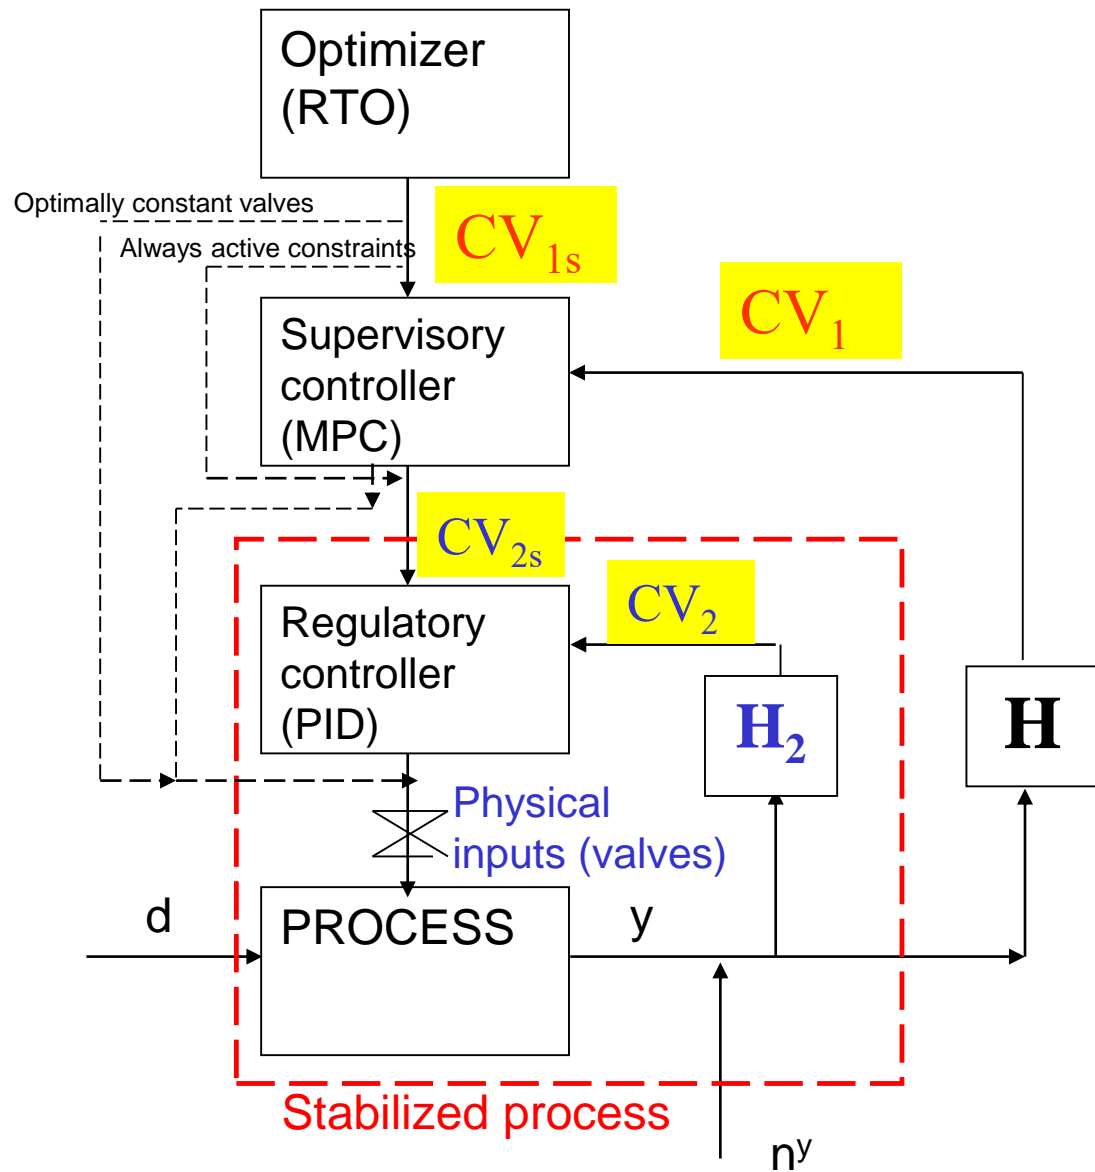 Optimizer
(RTO)
Optimally constant valves
Always active constraints
CV1s
CV1
Supervisory
controller
(MPC)
CV2s
CV2
Regulatory
controller
(PID)
H2
H
Physical
inputs (valves)
d
PROCESS
y
Stabilized process
ny